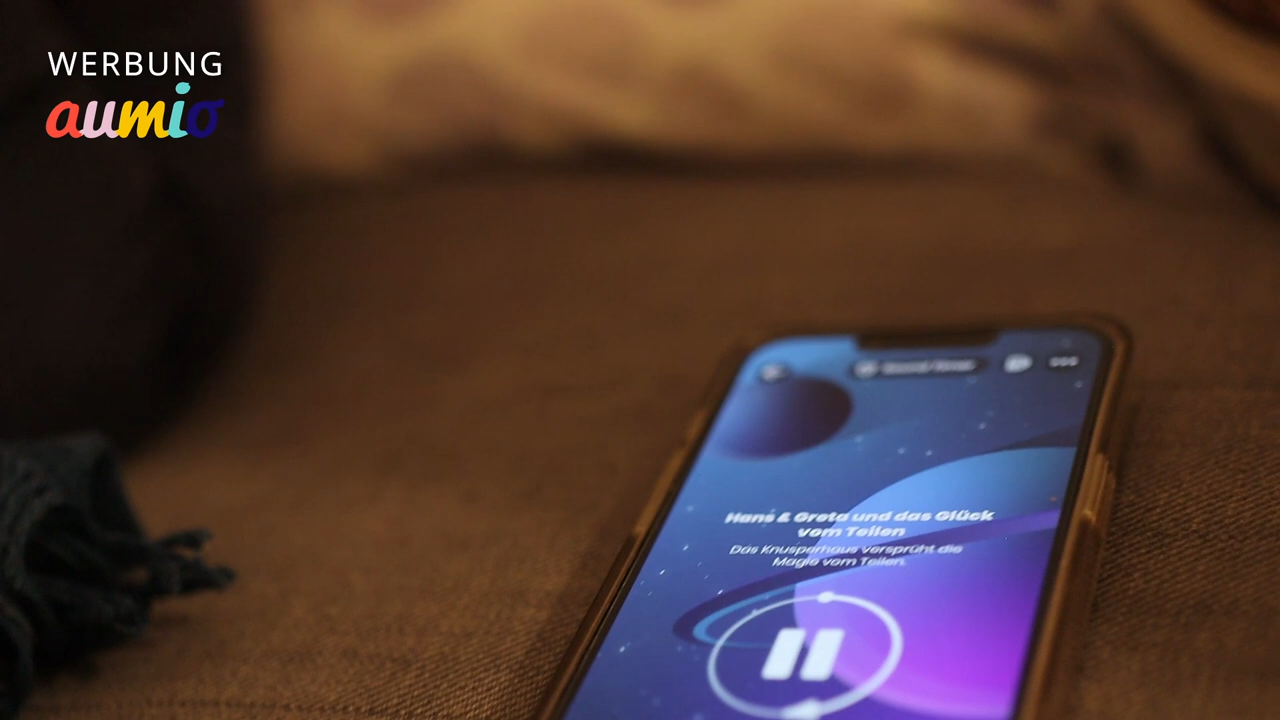 WERBUNG
aumio
Hans & Greta und das Glück
vom Teilen
Das Knusperhaus versprüht die
Magie vom Teilen.